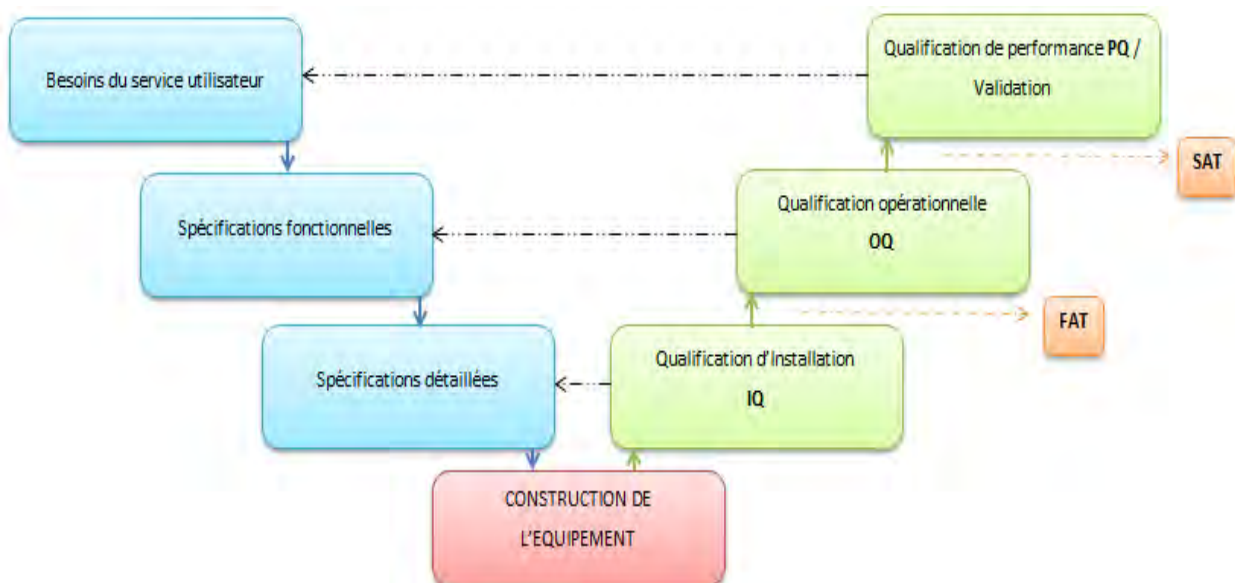 Besoins du service utilisateur
Qualification de performance PQ /
Validation
SAT
Spécifications fonctionnelles
Qualification opérationnelle
OQ
FAT
Spécifications détaillées
Qualification d'Installation
IQ
CONSTRUCTION DE
L'EQUIPEMENT